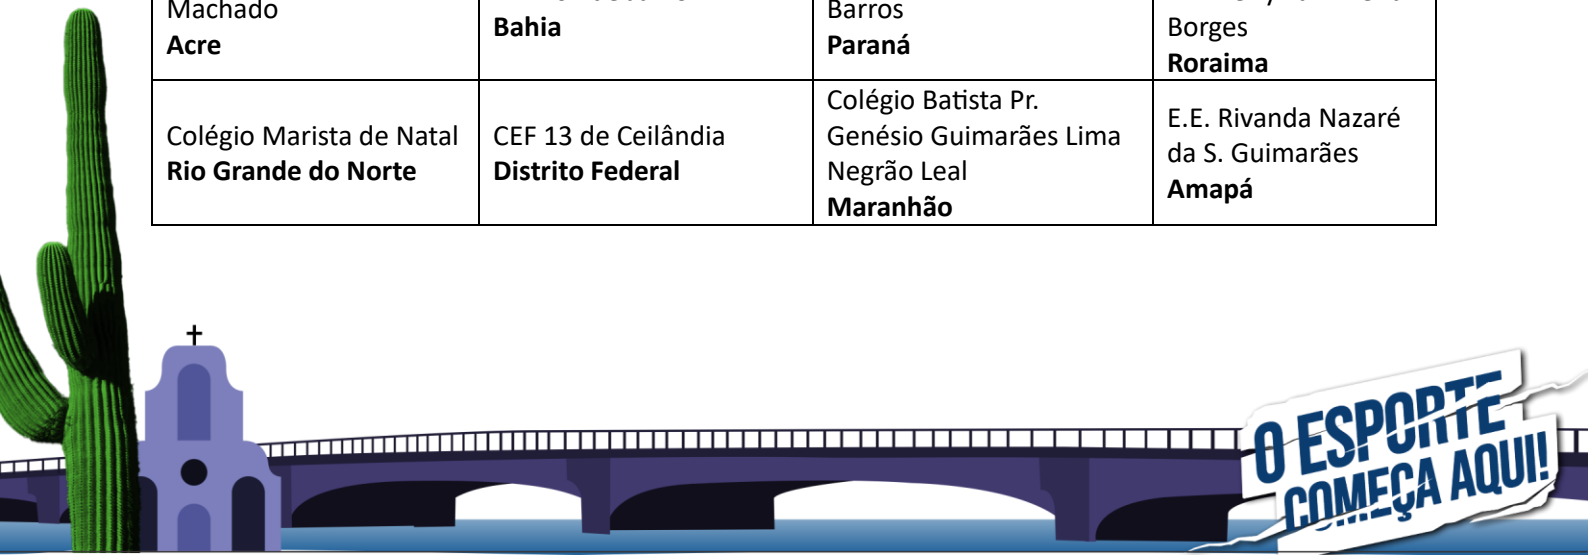 Machado
Acre
Bahia
Barros
Paraná
Borges
Roraima
Colégio Marista de Natal
Rio Grande do Norte
CEF 13 de Ceilândia
Distrito Federal
Colégio Batista Pr.
Genésio Guimarães Lima
Negrão Leal
Maranhão
E.E. Rivanda Nazaré
da S. Guimarães
Amapá
O ESPORTE
COMEÇA AQUI!